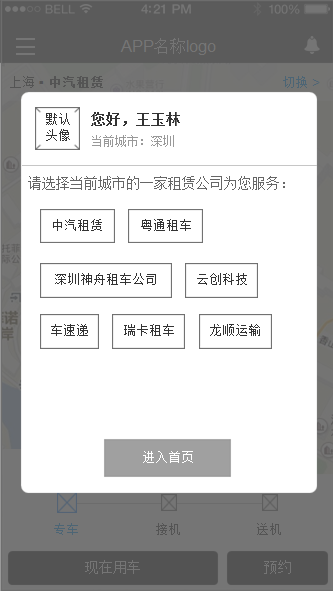 BELL 4:21 PM 100%
APP名称logo
上海·中汽租赁 切换 >
默认
头像
您好，王玉林
当前城市：深圳
请选择当前城市的一家租赁公司为您服务：
中汽租赁 粤通租车
深圳神舟租车公司 云创科技
车速递 瑞卡租车 龙顺运输
进入首页
专车 接机 送机
现在用车 预约